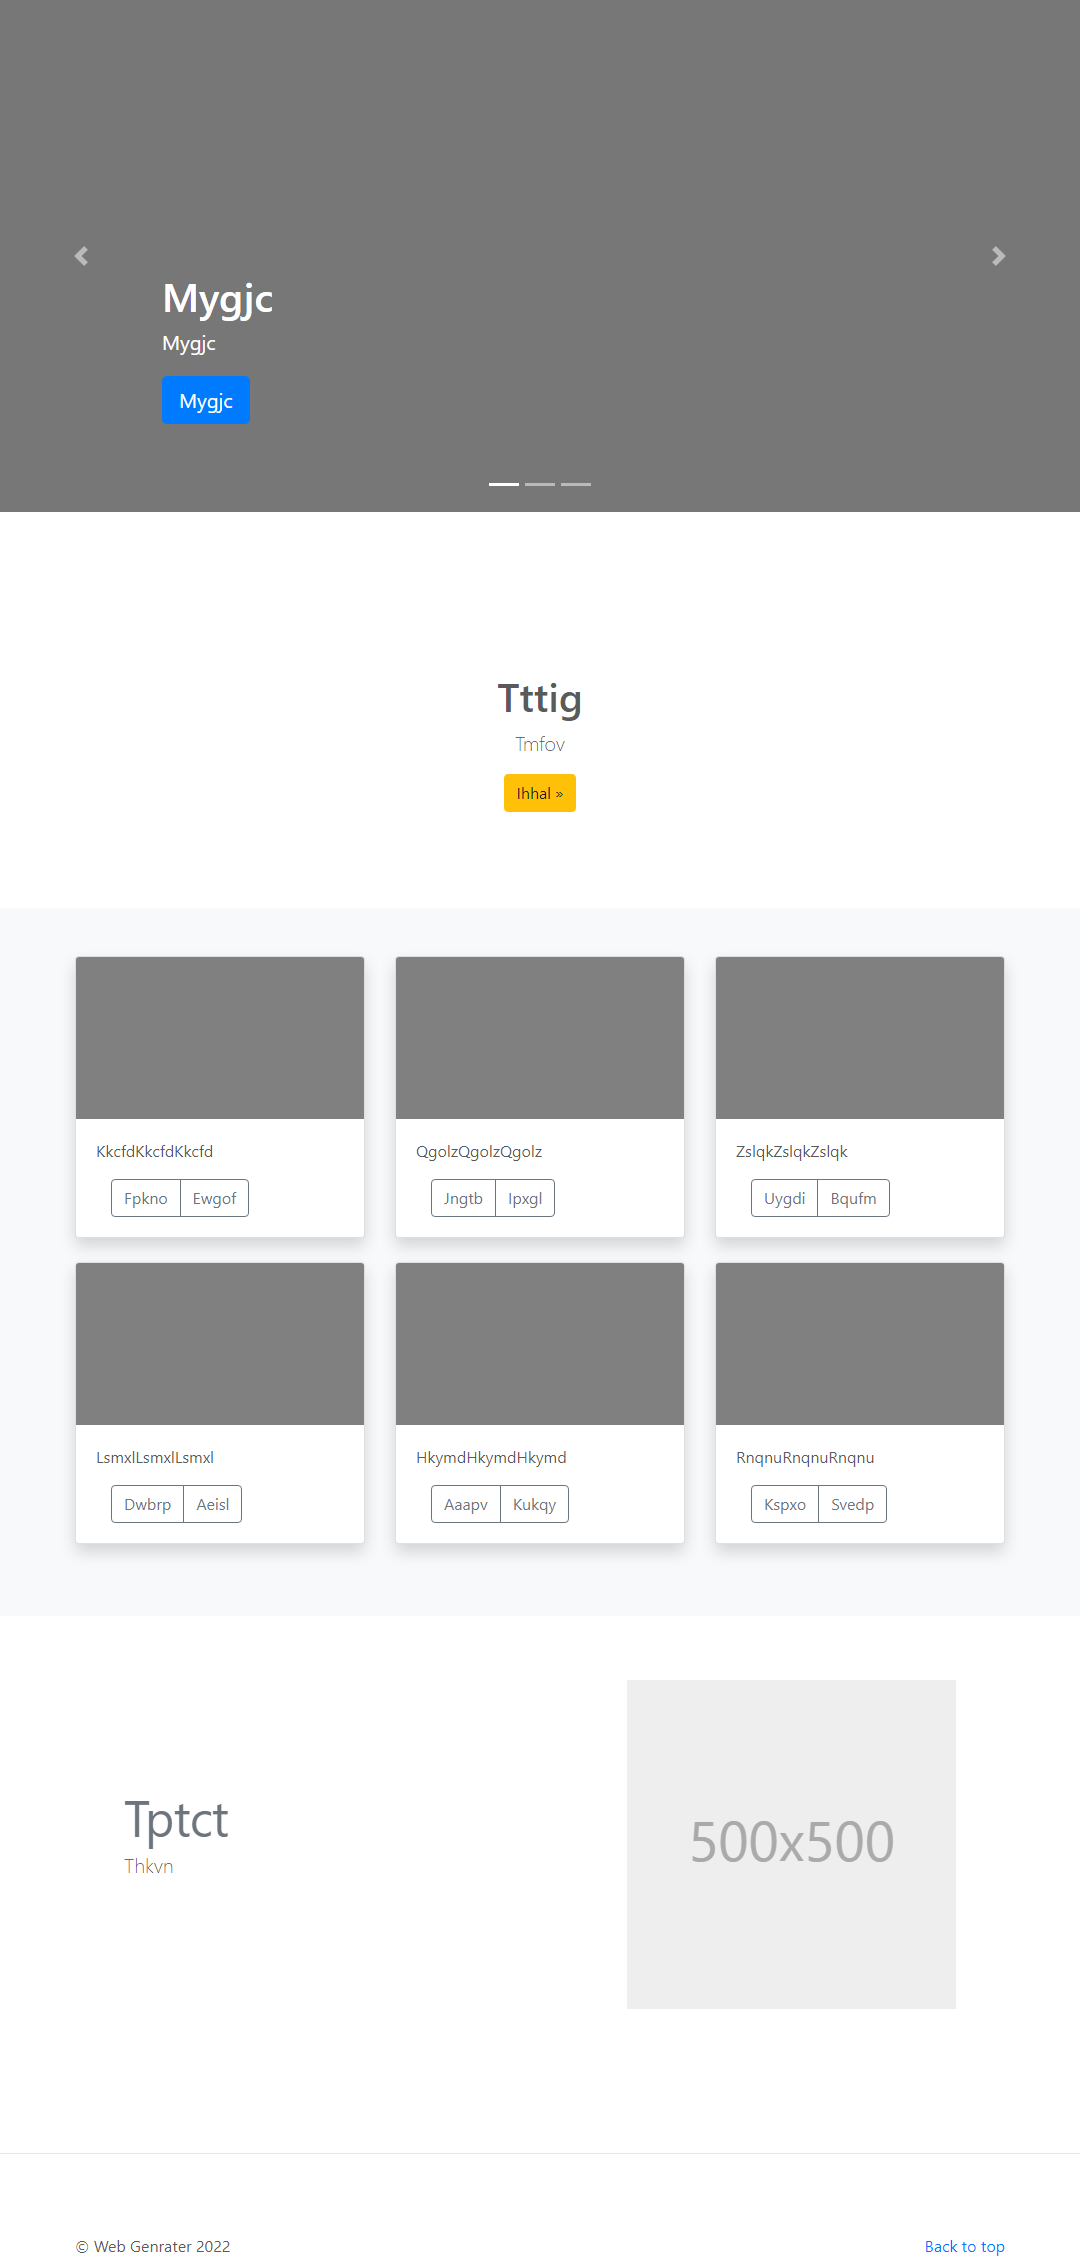 Mygjc
Mygjc
Mygjc
Tttig
Tmfov
Ihhal »
KkcfdKkcfdKkcfd
Fpkno Ewgof
QgolzQgolzQgolz
Jngtb Ipxgl
ZslqkZslqkZslqk
Uygdi Bqufm
LsmxlLsmxlLsmxl
Dwbrp Aeisl
HkymdHkymdHkymd
Aaapv Kukqy
RnqnuRnqnuRnqnu
Kspxo Svedp
Tptct
Thkvn
500x500
© Web Genrater 2022
Back to top